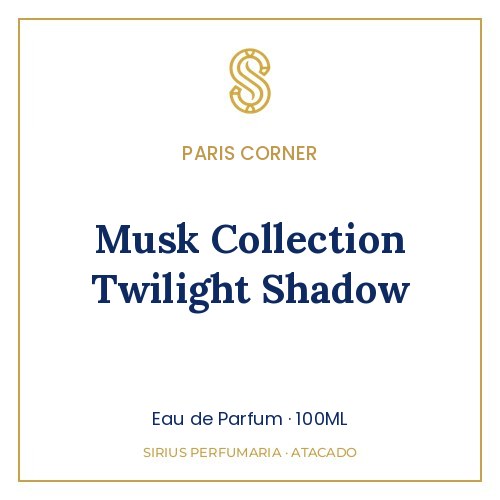 PARIS CORNER
Musk Collection
Twilight Shadow
Eau de Parfum · 100ML
SIRIUS PERFUMARIA · ATACADO